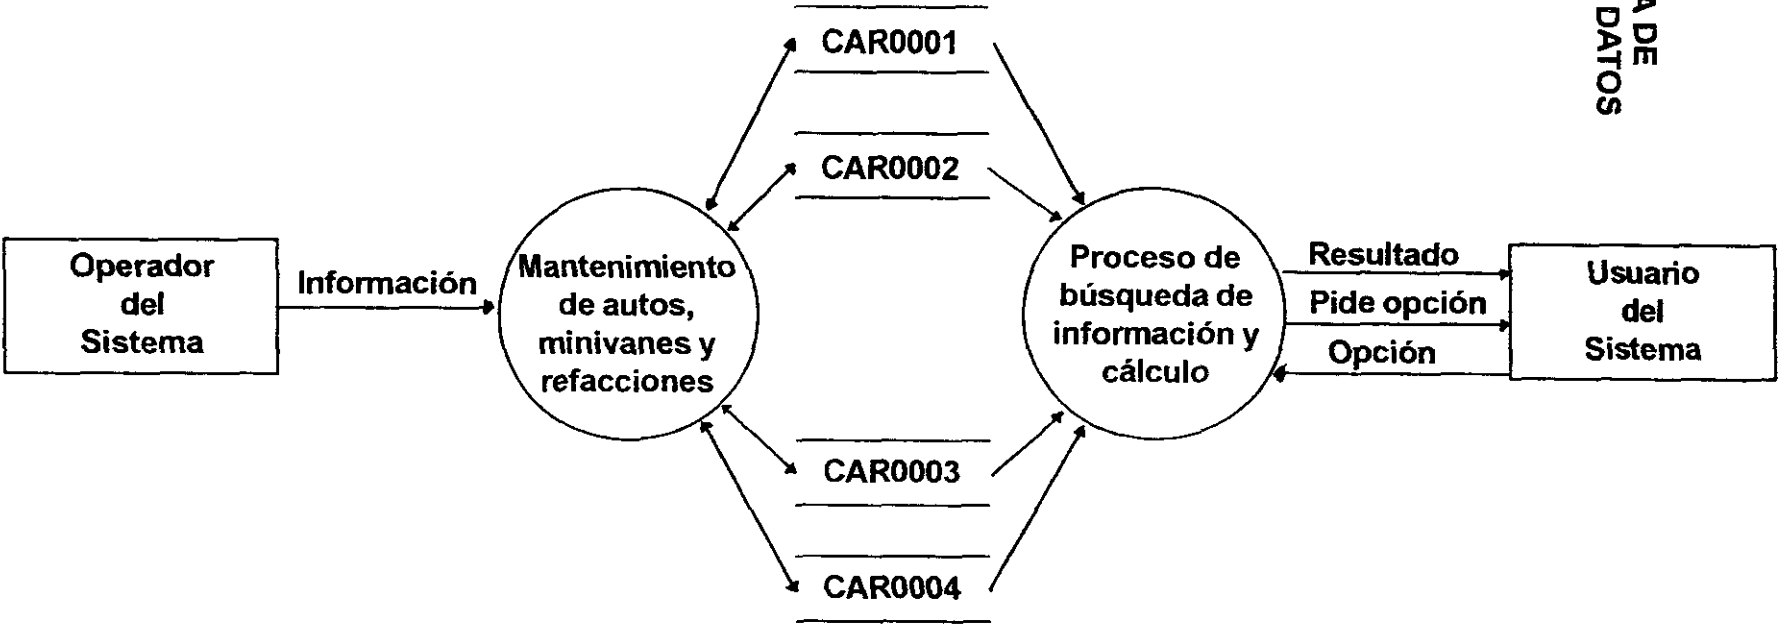 CAR0001
CAR0002
Operador
del
Sistema
Información
Mantenimiento
de autos,
minivanes y
refacciones
Proceso de
búsqueda de
información y
cálculo
Resultado
Pide opción
Opción
Usuario
del
Sistema
CAR0003
CAR0004
DE
DATOS